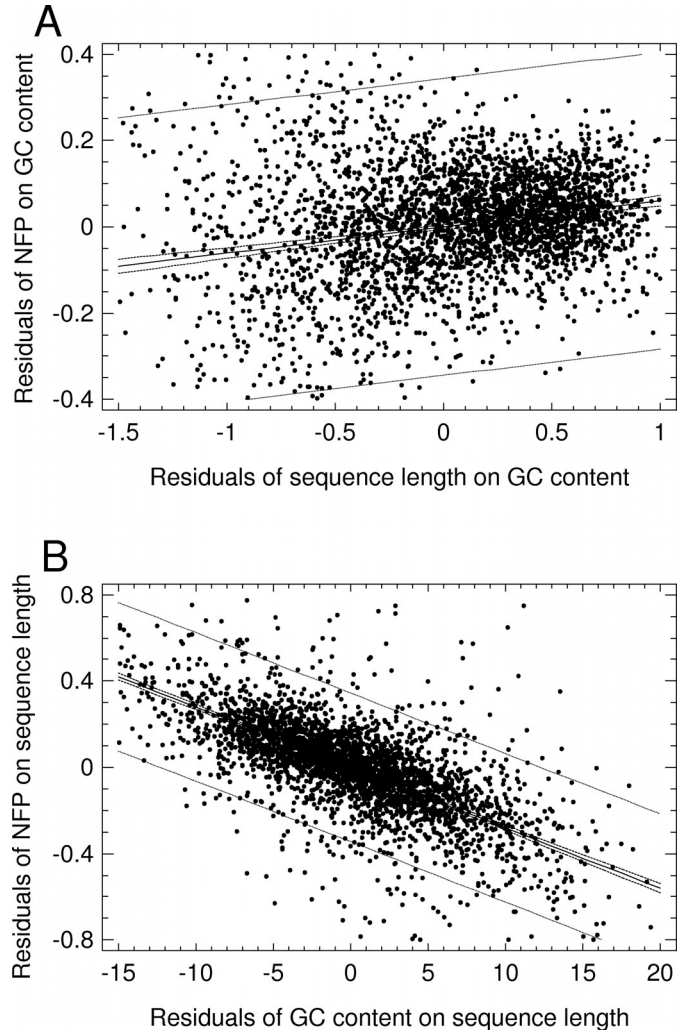 A
Residuals of NFP on GC content
0.4
0.2
0
-0.2
-0.4
-1.5 -1 -0.5 0 0.5 1
Residuals of sequence length on GC content
B
Residuals of NFP on sequence length
0.8
0.4
0
-0.4
-0.8
-15 -10 -5 0 5 10 15 20
Residuals of GC content on sequence length